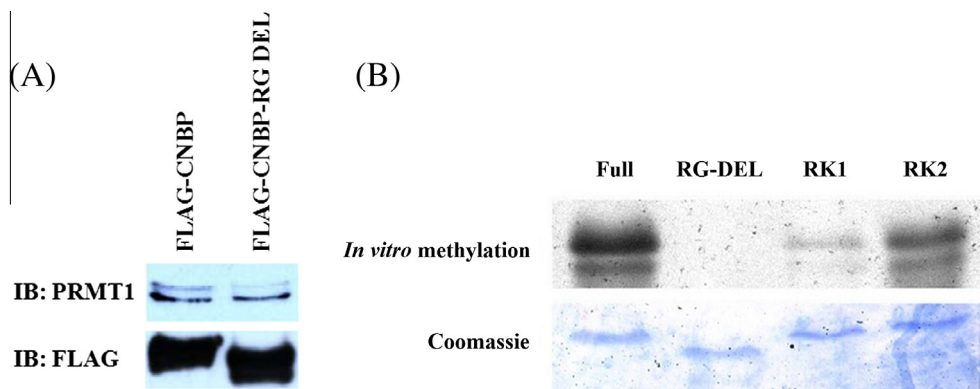 (A)
FLAG-CNBP
FLAG-CNBP-RG DEL
IB: PRMT1
IB: FLAG
(B)
Full RG-DEL RK1 RK2
In vitro methylation
Coomassie